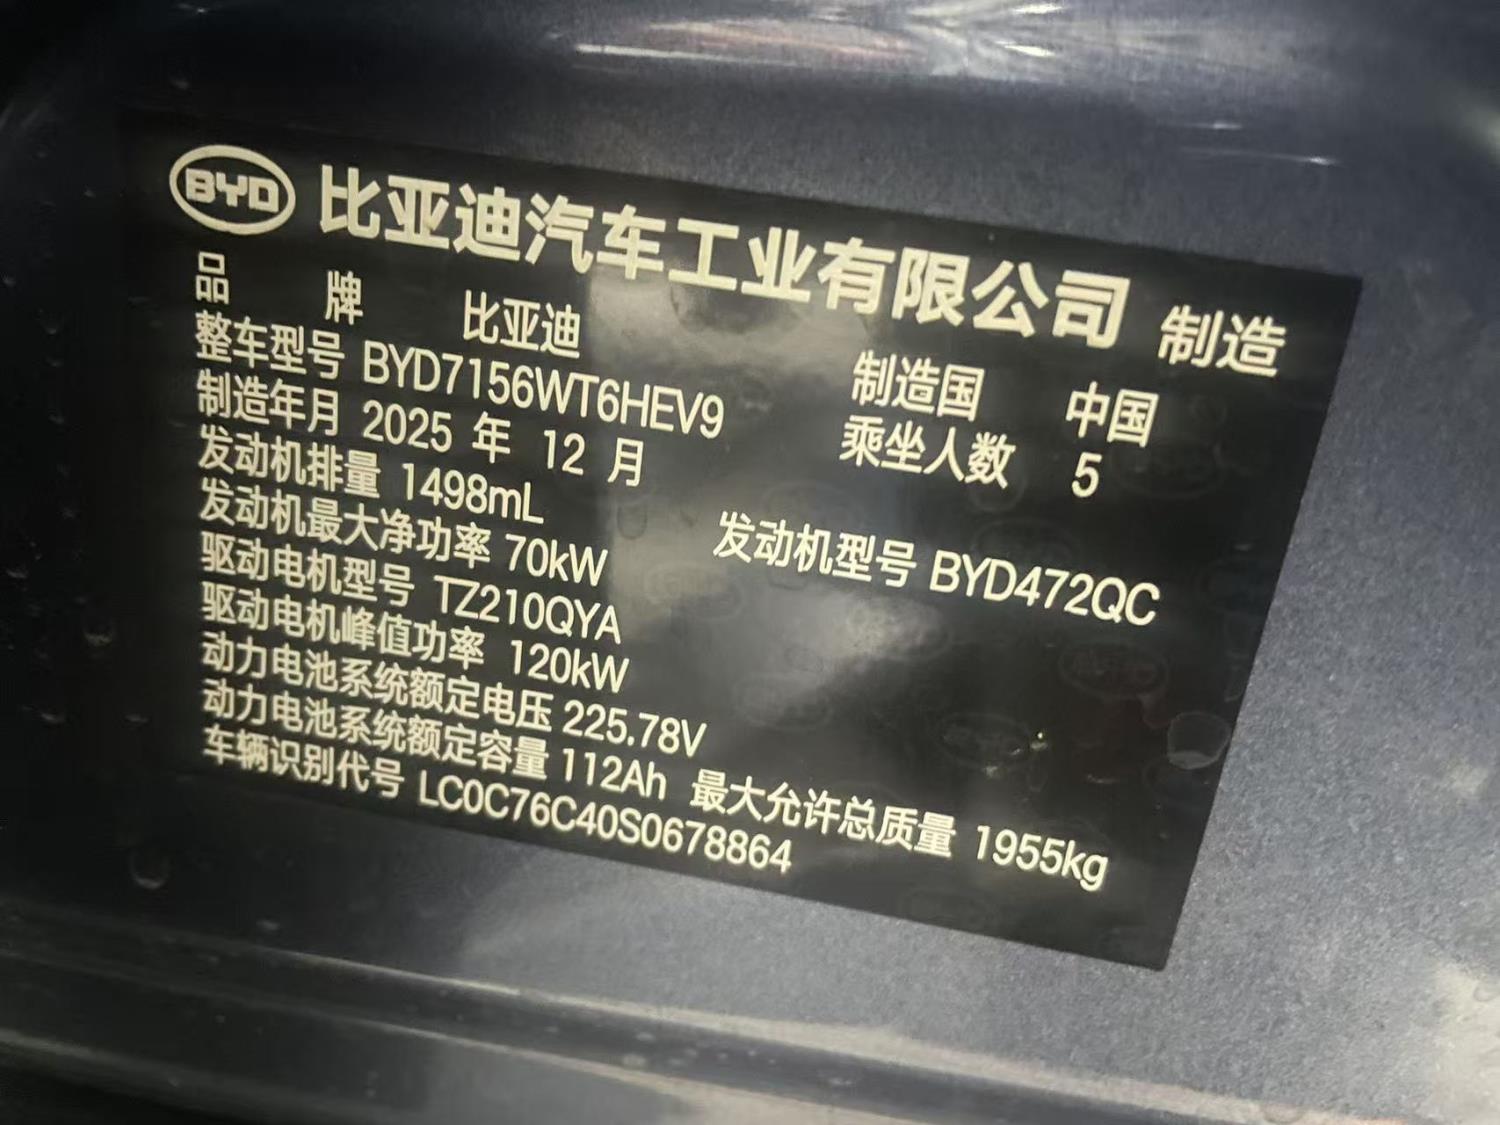 BYD 比亚迪汽车工业有限公司 制造
品牌 比亚迪 制造国 中国
整车型号 BYD7156WT6HEV9 乘坐人数 5
制造年月 2025 年 12 月
发动机排量 1498mL 发动机型号 BYD472QC
发动机最大净功率 70kW
驱动电机型号 TZ210QYA
驱动电机峰值功率 120kW
动力电池系统额定电压 225.78V
动力电池系统额定容量 112Ah 最大允许总质量 1955kg
车辆识别代号 LC0C76C40S0678864